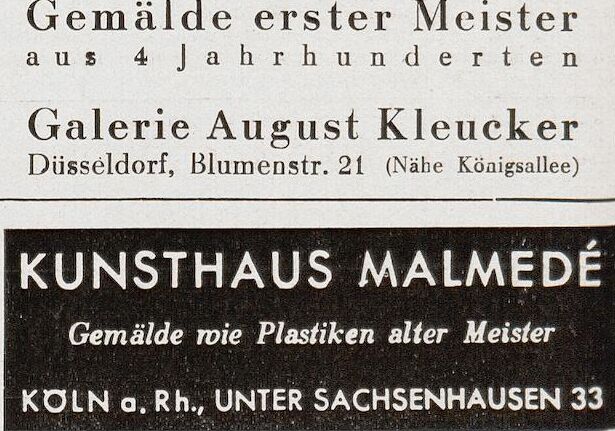 Gemälde erster Meister
aus 4 Jahrhunderten
Galerie August Kleucker
Düsseldorf, Blumenstr. 21 (Nähe Königsallee)
KUNSTHAUS MALMEDÉ
Gemälde wie Plastiken alter Meister
KÖLN a. Rh., UNTER SACHSENHAUSEN 33